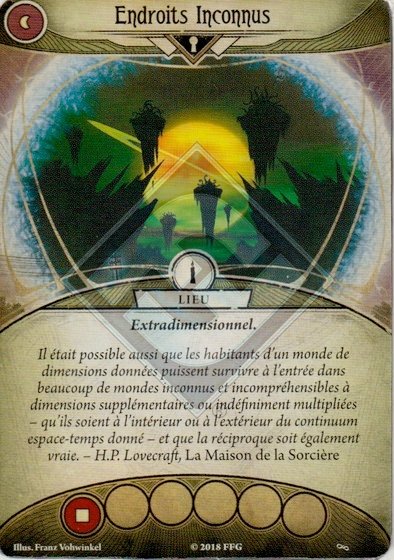 Endroits Inconnus
LIEU
Extradimensionnel.
Il était possible aussi que les habitants d'un monde de
dimensions données puissent survivre à l'entrée dans
beaucoup de mondes inconnus et incompréhensibles à
dimensions supplémentaires ou indéfiniment multipliées
– qu'ils soient à l'intérieur ou à l'extérieur du continuum
espace-temps donné – et que la réciproque soit également
vraie. – H.P. Lovecraft, La Maison de la Sorcière
Illus. Franz Vohwinkel
© 2018 FFG